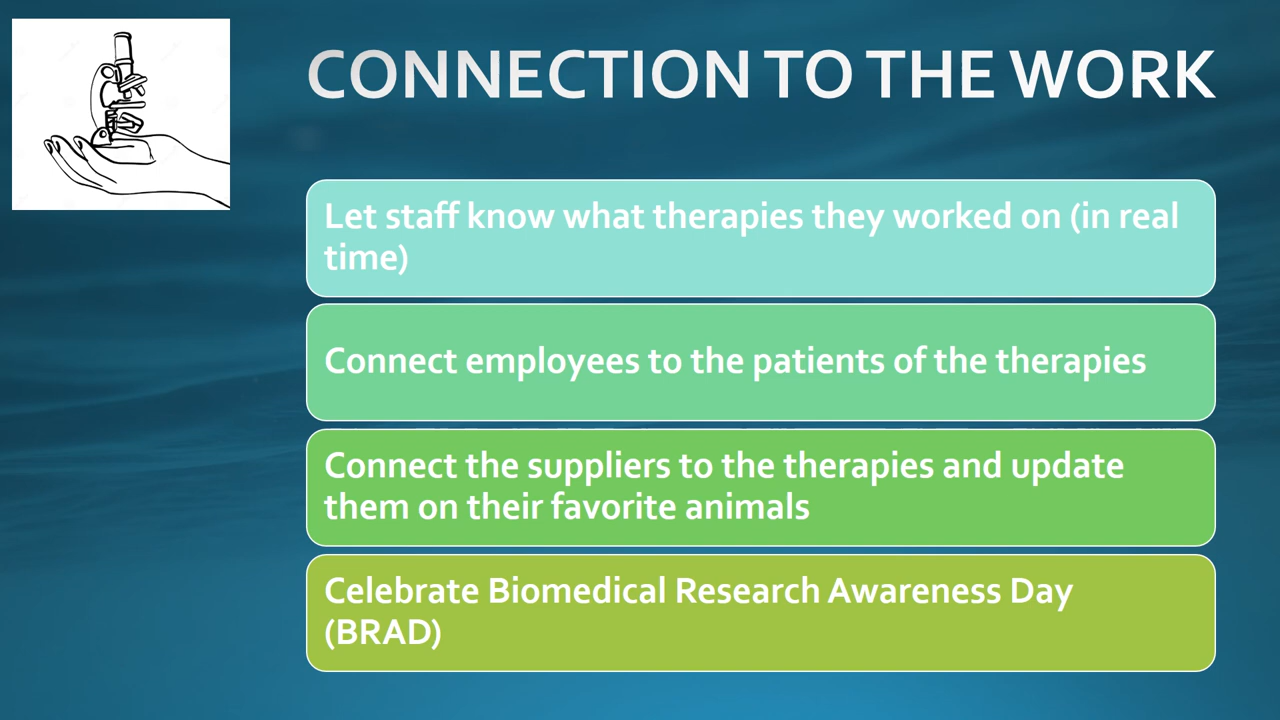 CONNECTION TO THE WORK
Let staff know what therapies they worked on (in real
time)
Connect employees to the patients of the therapies
Connect the suppliers to the therapies and update
them on their favorite animals
Celebrate Biomedical Research Awareness Day
(BRAD)